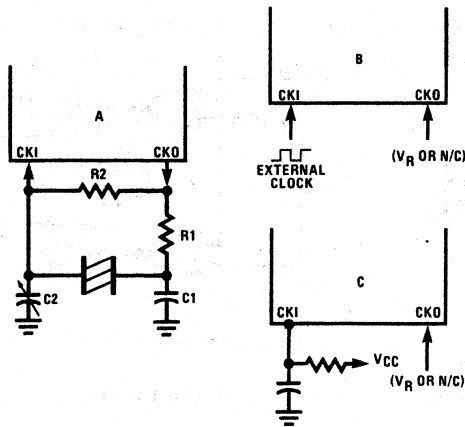 A
CKI
CKO
R2
R1
C2
C1
B
CKI
CKO
EXTERNAL
CLOCK
(VR OR N/C)
C
CKI
CKO
VCC
(VR OR N/C)